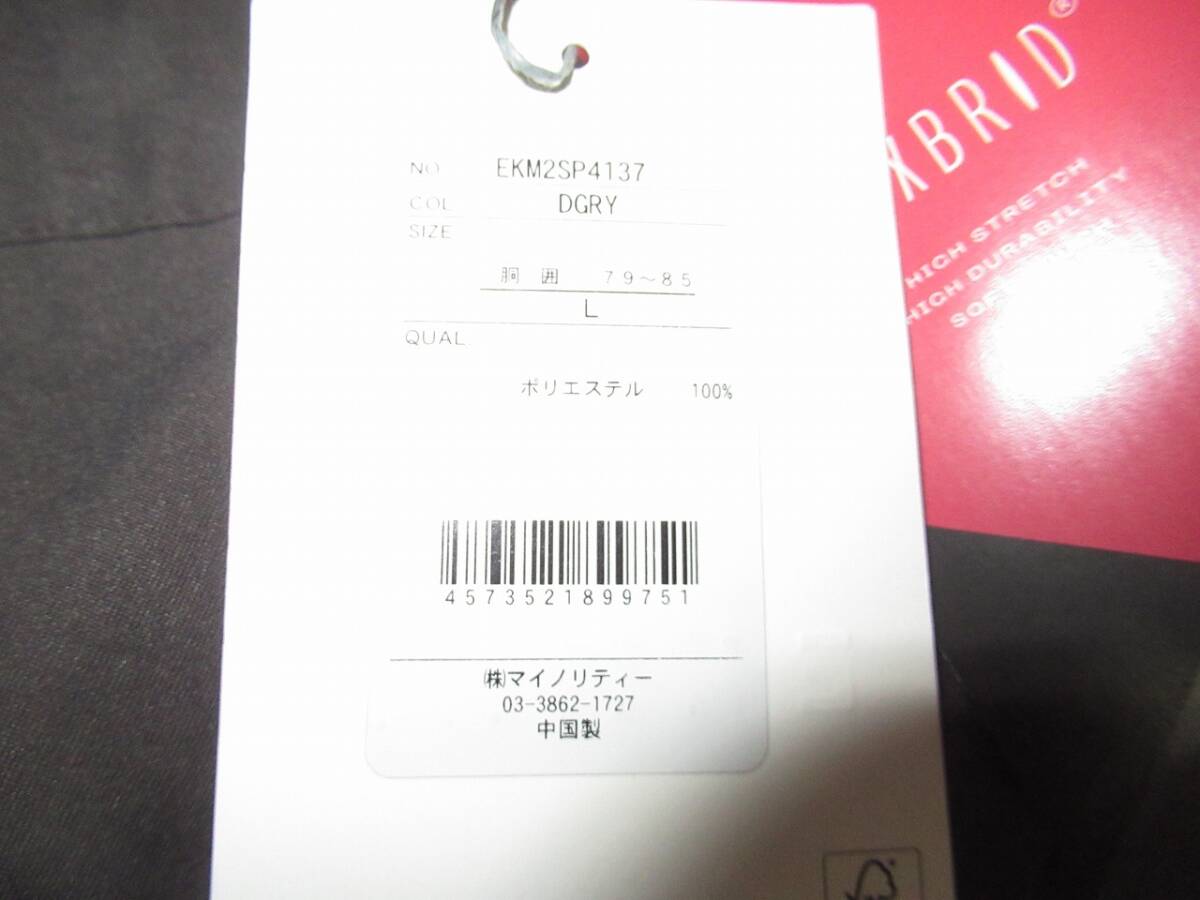 NO EKM2SP4137
COL DGRY
SIZE
胴囲 79～85
L
QUAL
ポリエステル 100%
4573521899751
㈱マイノリティー
03-3862-1727
中国製
XBRID®
HIGH STRETCH
HIGH DURABILITY